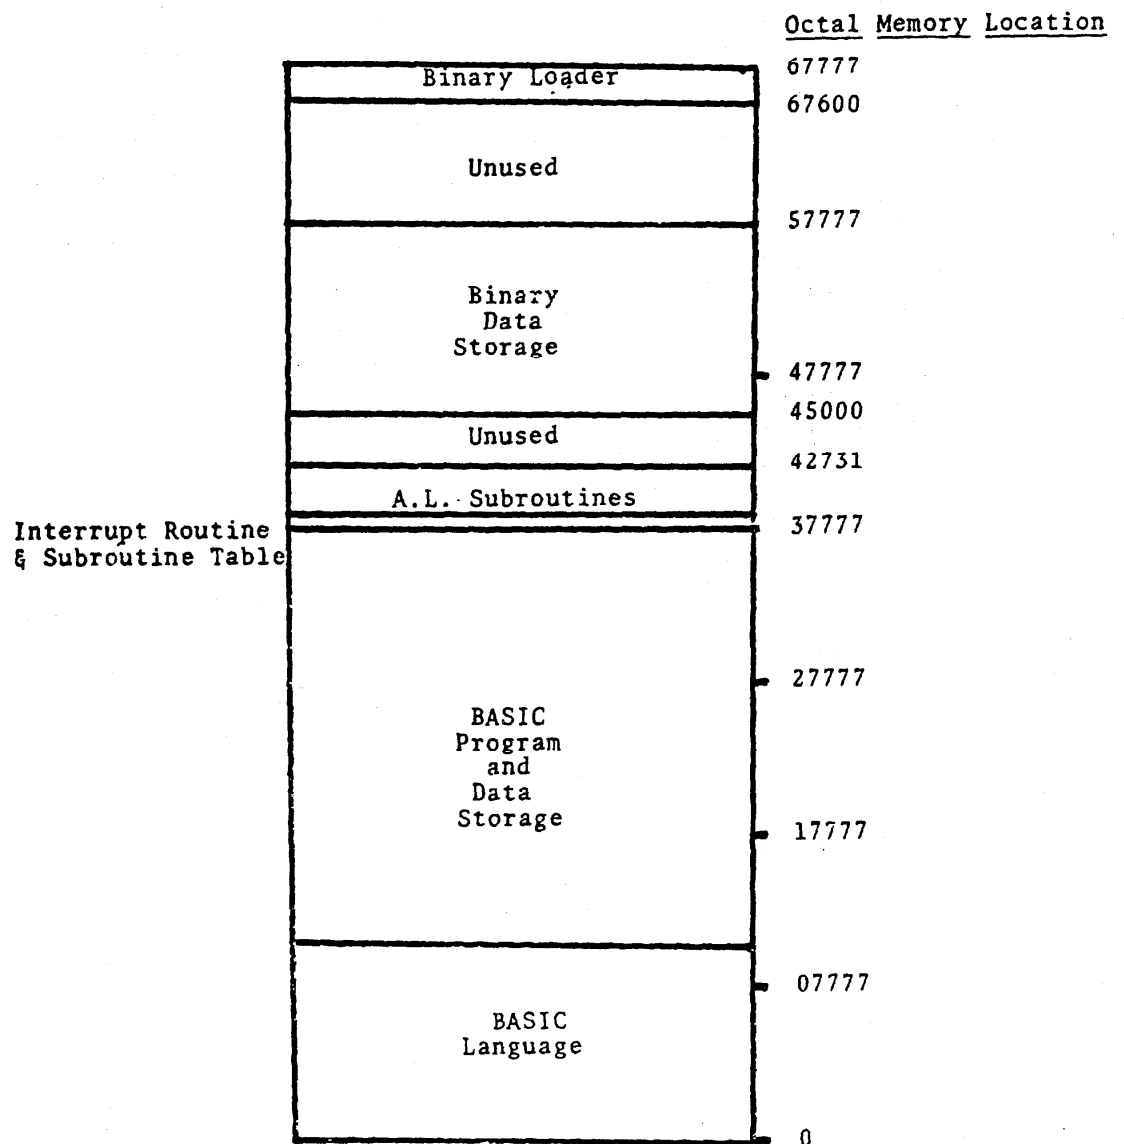 Octal Memory Location
67777
Binary Loader
67600
Unused
57777
Binary
Data
Storage
47777
45000
Unused
42731
A.L. Subroutines
Interrupt Routine
& Subroutine Table
37777
27777
BASIC
Program
and
Data
Storage
17777
07777
BASIC
Language
0